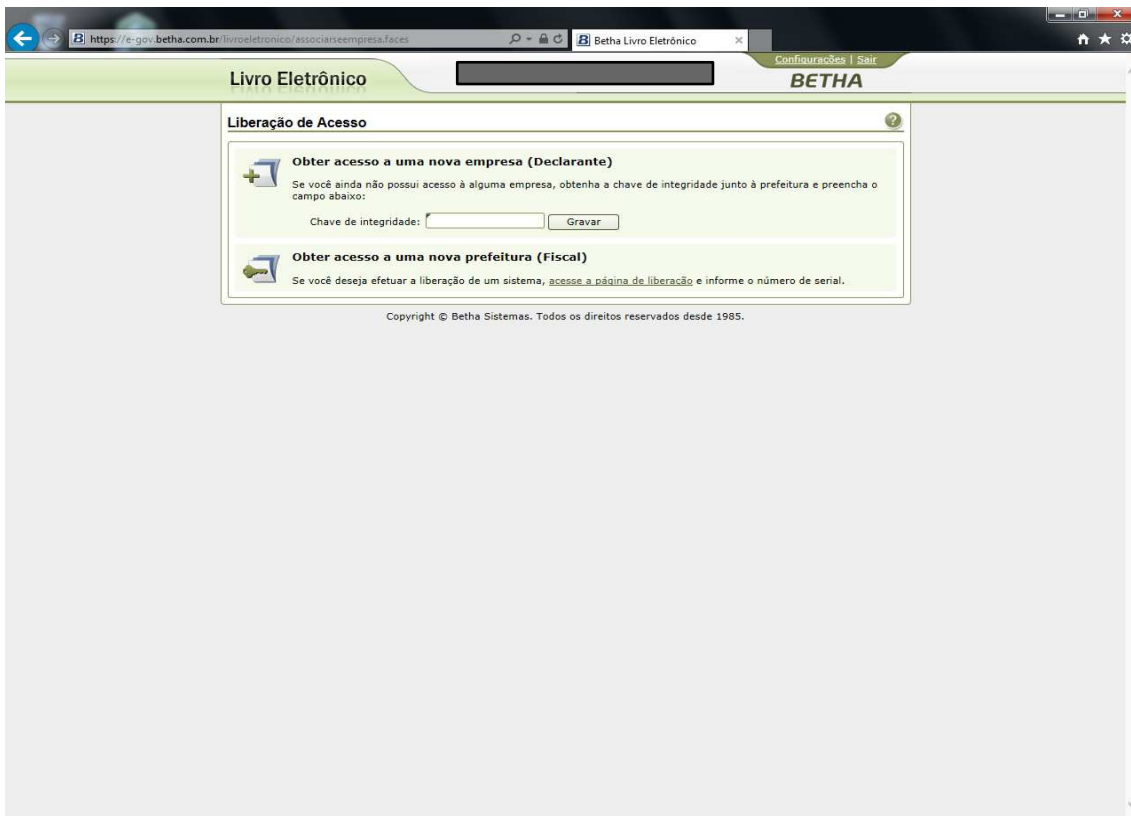 https://e-gov.betha.com.br/livroeletronico/associarseempresa.faces
B Betha Livro Eletrônico
Configurações | Sair
Livro Eletrônico
BETHA
Liberação de Acesso
Obter acesso a uma nova empresa (Declarante)
Se você ainda não possui acesso à alguma empresa, obtenha a chave de integridade junto à prefeitura e preencha o
campo abaixo:
Chave de integridade:
Gravar
Obter acesso a uma nova prefeitura (Fiscal)
Se você deseja efetuar a liberação de um sistema, acesse a página de liberação e informe o número de serial.
Copyright © Betha Sistemas. Todos os direitos reservados desde 1985.